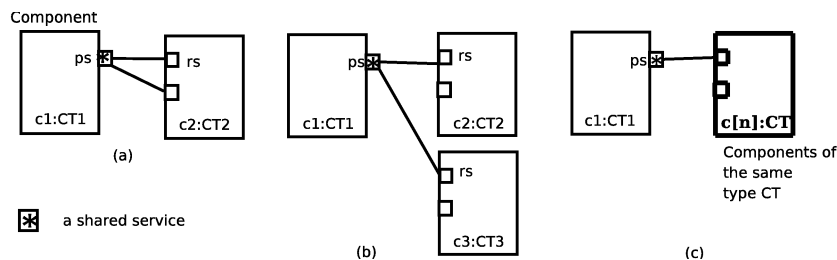 Component
ps *
rs
c1:CT1
c2:CT2
(a)
* a shared service
ps *
rs
c1:CT1
c2:CT2
rs
c3:CT3
(b)
ps *
c1:CT1
c[n]:CT
Components of
the same
type CT
(c)